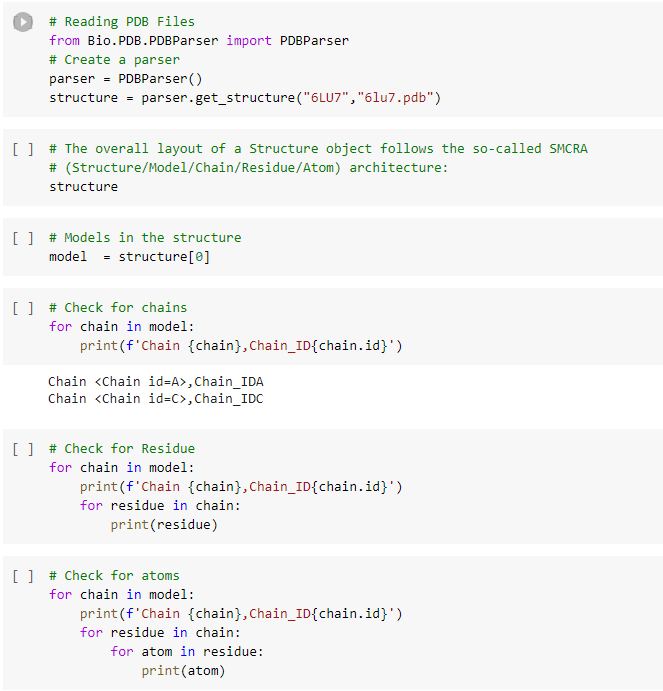 # Reading PDB Files
from Bio.PDB.PDBParser import PDBParser
# Create a parser
parser = PDBParser()
structure = parser.get_structure("6LU7","6lu7.pdb")
[ ] # The overall layout of a Structure object follows the so-called SMCRA
# (Structure/Model/Chain/Residue/Atom) architecture:
structure
[ ] # Models in the structure
model  = structure[0]
[ ] # Check for chains
for chain in model:
    print(f'Chain {chain},Chain_ID{chain.id}')
Chain <Chain id=A>,Chain_IDA
Chain <Chain id=C>,Chain_IDC
[ ] # Check for Residue
for chain in model:
    print(f'Chain {chain},Chain_ID{chain.id}')
    for residue in chain:
        print(residue)
[ ] # Check for atoms
for chain in model:
    print(f'Chain {chain},Chain_ID{chain.id}')
    for residue in chain:
        for atom in residue:
            print(atom)